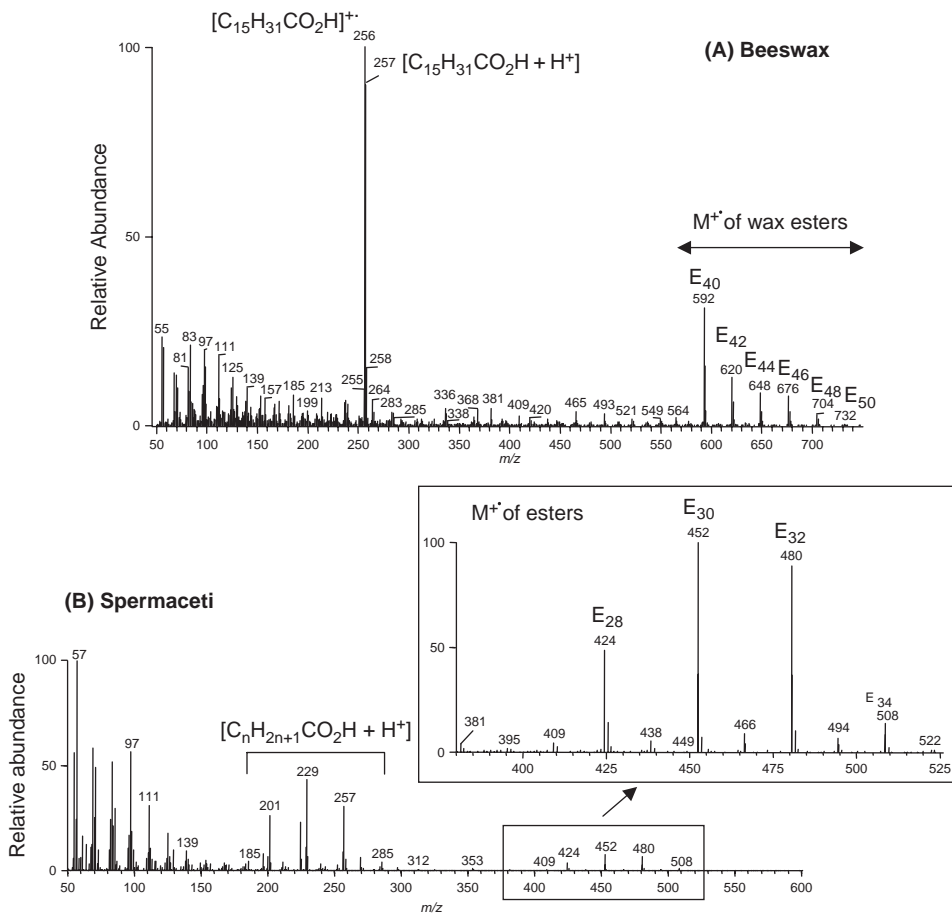 [C15H31CO2H]+·
256
257 [C15H31CO2H + H+]
(A) Beeswax
Relative Abundance
100
50
0
M+· of wax esters
E40
592
E42
620
E44
648
E46
676
E48
704
E50
732
55
81
83
97
111
125
139
157
185
199
213
255
258
264
283
285
336
338
368
381
409
420
465
493
521
549
564
50 100 150 200 250 300 350 400 450 500 550 600 650 700
m/z
M+· of esters
100
50
0
E28
424
E30
452
E32
480
E34
508
381
395
409
438
449
466
494
522
400 425 450 475 500 525
(B) Spermaceti
Relative abundance
100
50
0
57
97
111
139
[CnH2n+1CO2H + H+]
185
201
229
257
285
312
353
409
424
452
480
508
50 100 150 200 250 300 350 400 450 500 550 600
m/z